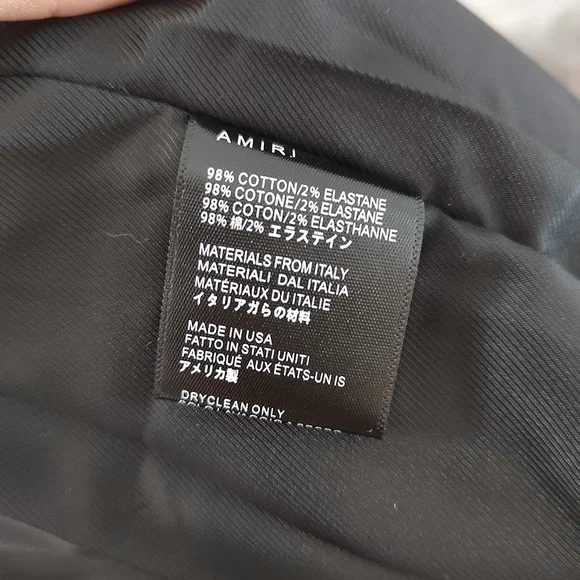 AMIRI
98% COTTON/2% ELASTANE
98% COTONE/2% ELASTANE
98% COTON/2% ELASTHANNE
98% 棉/2% エラステイン
MATERIALS FROM ITALY
MATERIALI DAL ITALIA
MATÉRIAUX DU ITALIE
イタリアガらの材料
MADE IN USA
FATTO IN STATI UNITI
FABRIQUÉ AUX ÉTATS-UN IS
アメリカ製
DRYCLEAN ONLY